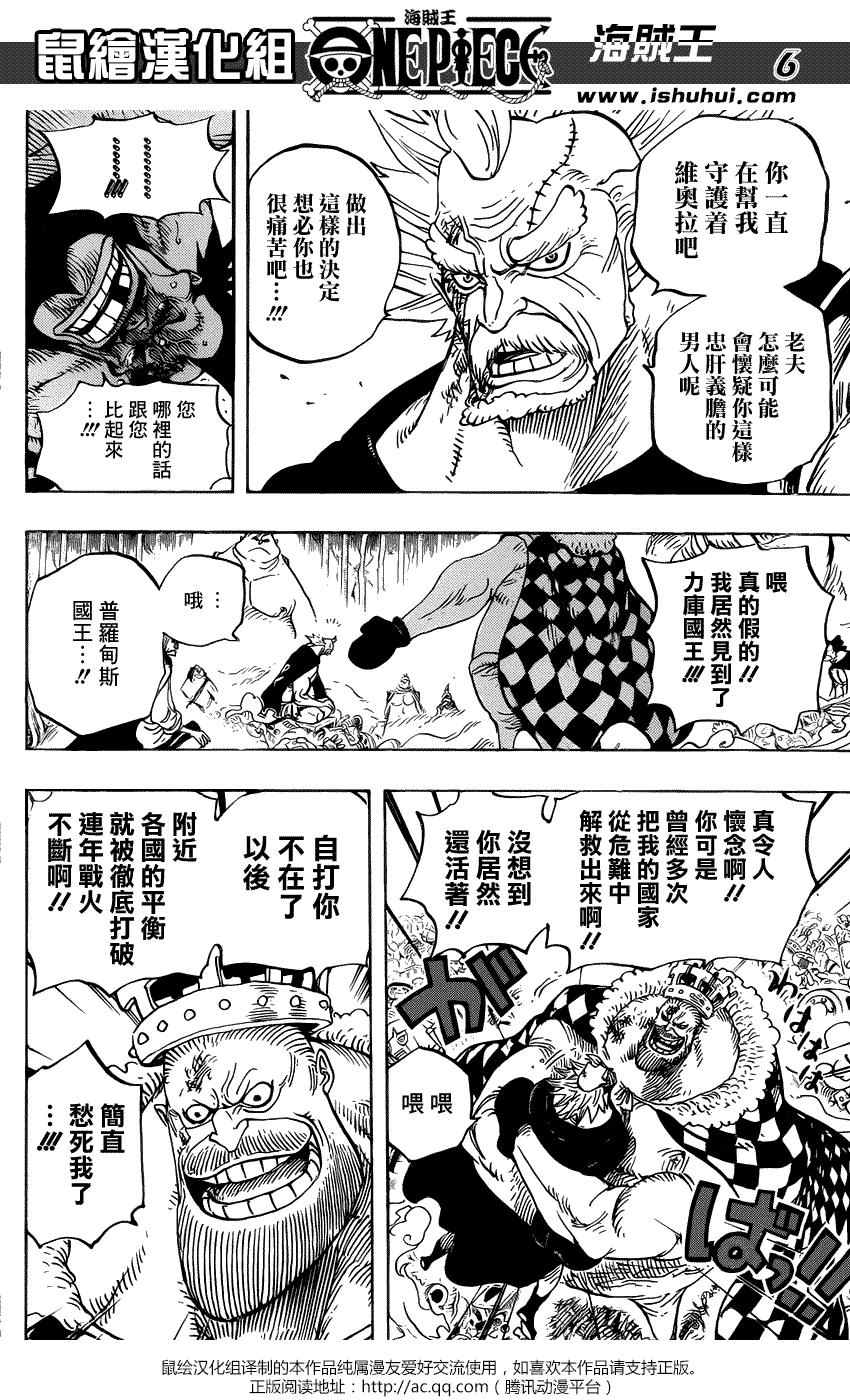 鼠繪漢化組
海賊王
ONE PIECE
海賊王
6
www.ishuhui.com
你一直
在幫我
守護着
維奧拉吧
老夫
怎麼可能
會懷疑你這樣
忠肝義膽的
男人呢
做出
這樣的決定
想必你也
很痛苦吧…!!!
………
………
!!!
您
哪裡的話
跟您
比起來
…!!!
喂
真的假的!!
我居然見到了
力庫國王!!
哦…
普羅甸斯
國王…!!
真令人
懷念啊!!
你可是
曾經多次
把我的國家
從危難中
解救出來啊!!
沒想到
你居然
還活著!!
わははは
ガ
ばっ!!
喂喂
自打你
不在了
以後
附近
各國的平衡
就被徹底打破
連年戰火
不斷啊!!
簡直
愁死我了
…!!!
鼠绘汉化组译制的本作品纯属漫友爱好交流使用，如喜欢本作品请支持正版。
正版阅读地址：http://ac.qq.com（腾讯动漫平台）